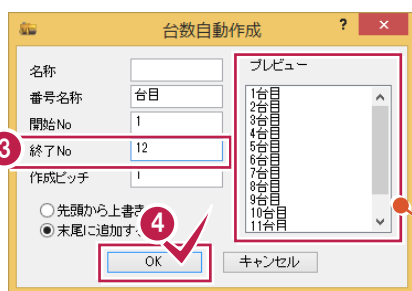 台数自動作成 ? ×
名称
番号名称 台目
開始No 1
3 終了No 12
作成ピッチ 1
先頭から上書き
末尾に追加す
4
OK
キャンセル
プレビュー
1台目
2台目
3台目
4台目
5台目
6台目
7台目
8台目
9台目
10台目
11台目